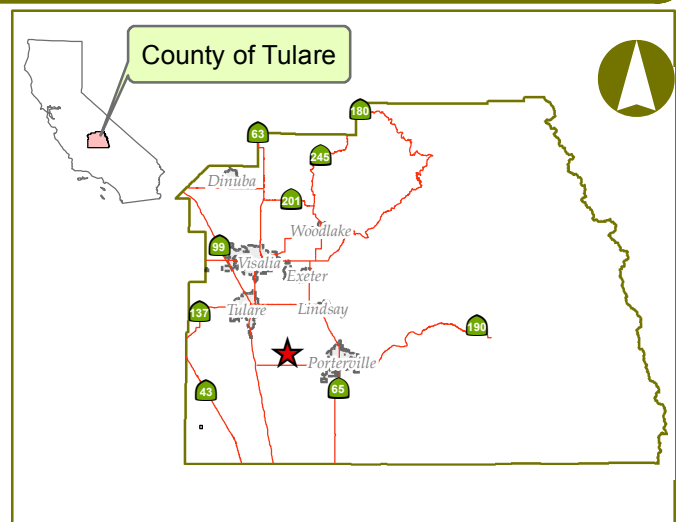 County of Tulare
180
63
245
Dinuba
201
Woodlake
99
Visalia
Exeter
137
Tulare
Lindsay
190
Porterville
43
65